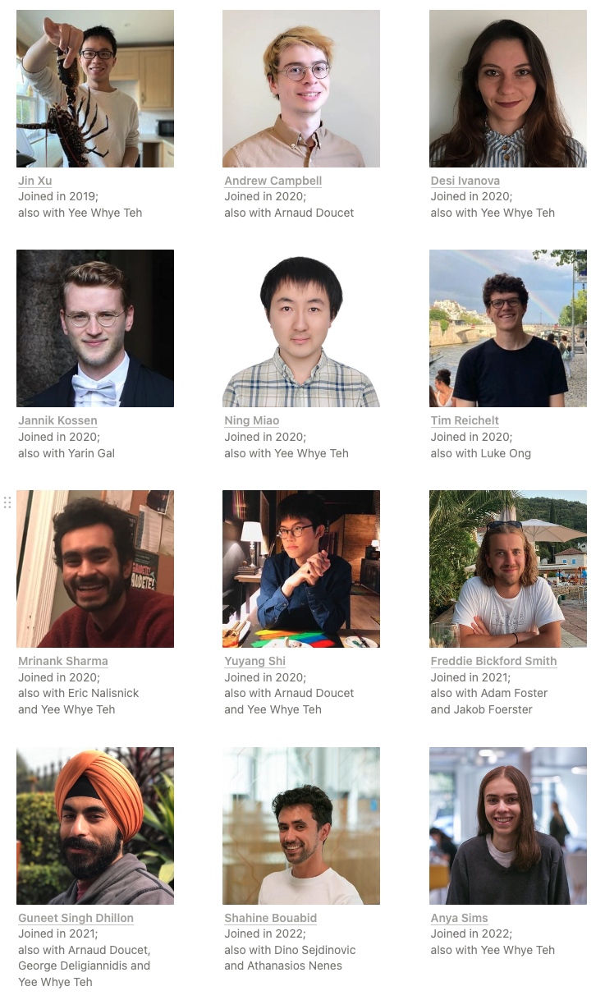 Jin Xu
Joined in 2019;
also with Yee Whye Teh
Andrew Campbell
Joined in 2020;
also with Arnaud Doucet
Desi Ivanova
Joined in 2020;
also with Yee Whye Teh
Jannik Kossen
Joined in 2020;
also with Yarin Gal
Ning Miao
Joined in 2020;
also with Yee Whye Teh
Tim Reichelt
Joined in 2020;
also with Luke Ong
Mrinank Sharma
Joined in 2020;
also with Eric Nalisnick
and Yee Whye Teh
Yuyang Shi
Joined in 2020;
also with Arnaud Doucet
and Yee Whye Teh
Freddie Bickford Smith
Joined in 2021;
also with Adam Foster
and Jakob Foerster
Guneet Singh Dhillon
Joined in 2021;
also with Arnaud Doucet,
George Deligiannidis and
Yee Whye Teh
Shahine Bouabid
Joined in 2022;
also with Dino Sejdinovic
and Athanasios Nenes
Anya Sims
Joined in 2022;
also with Yee Whye Teh